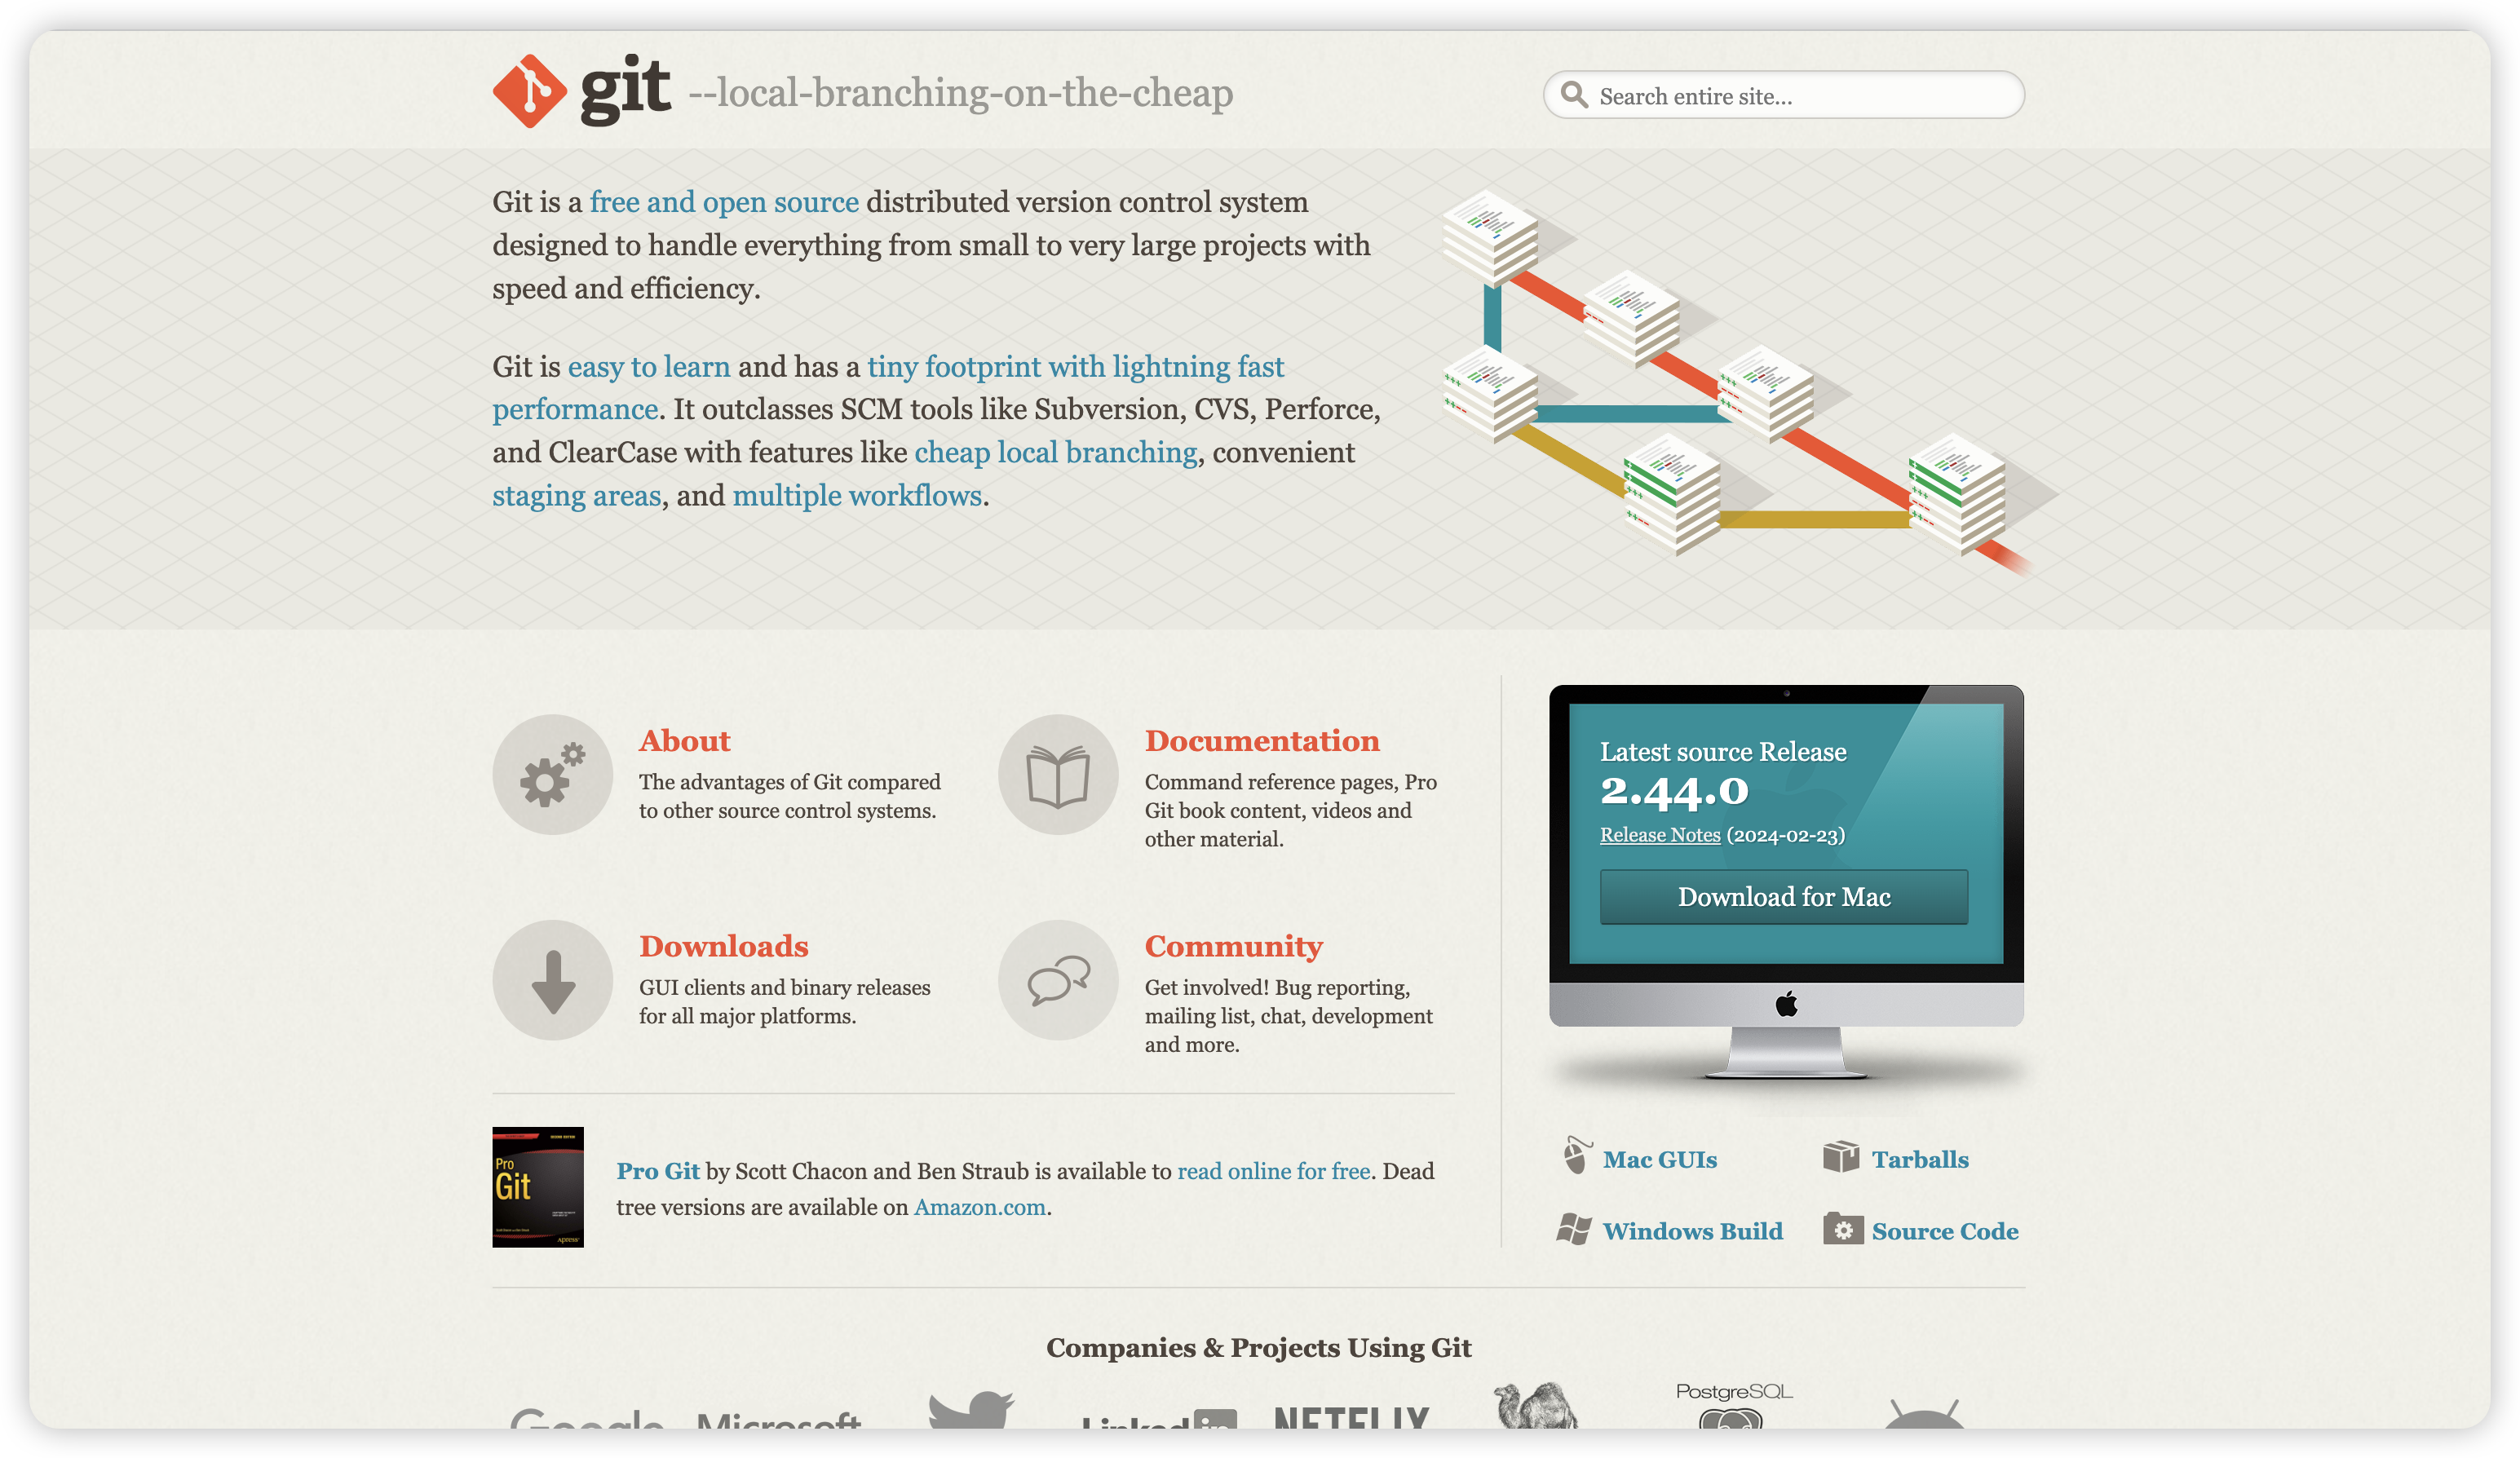 git --local-branching-on-the-cheap
Search entire site...
Git is a free and open source distributed version control system
designed to handle everything from small to very large projects with
speed and efficiency.
Git is easy to learn and has a tiny footprint with lightning fast
performance. It outclasses SCM tools like Subversion, CVS, Perforce,
and ClearCase with features like cheap local branching, convenient
staging areas, and multiple workflows.
About
The advantages of Git compared
to other source control systems.
Documentation
Command reference pages, Pro
Git book content, videos and
other material.
Downloads
GUI clients and binary releases
for all major platforms.
Community
Get involved! Bug reporting,
mailing list, chat, development
and more.
Pro
Git
Apress
Pro Git by Scott Chacon and Ben Straub is available to read online for free. Dead
tree versions are available on Amazon.com.
Latest source Release
2.44.0
Release Notes (2024-02-23)
Download for Mac
Mac GUIs
Tarballs
Windows Build
Source Code
Companies & Projects Using Git
Google
Microsoft
Linked in
NETFLIX
PostgreSQL